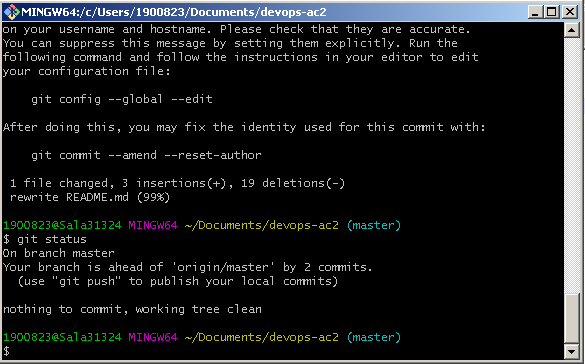 MINGW64:/c/Users/1900823/Documents/devops-ac2
on your username and hostname. Please check that they are accurate.
You can suppress this message by setting them explicitly. Run the
following command and follow the instructions in your editor to edit
your configuration file:
git config --global --edit
After doing this, you may fix the identity used for this commit with:
git commit --amend --reset-author
1 file changed, 3 insertions(+), 19 deletions(-)
rewrite README.md (99%)
1900823@Sala31324 MINGW64 ~/Documents/devops-ac2 (master)
$ git status
On branch master
Your branch is ahead of 'origin/master' by 2 commits.
(use "git push" to publish your local commits)
nothing to commit, working tree clean
1900823@Sala31324 MINGW64 ~/Documents/devops-ac2 (master)
$